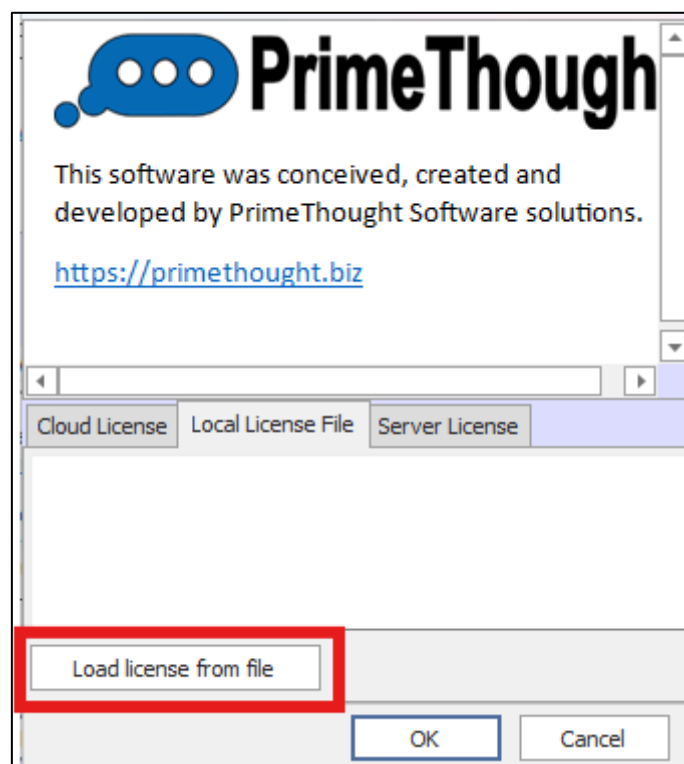 PrimeThough
This software was conceived, created and
developed by PrimeThought Software solutions.
https://primethought.biz
Cloud License
Local License File
Server License
Load license from file
OK
Cancel